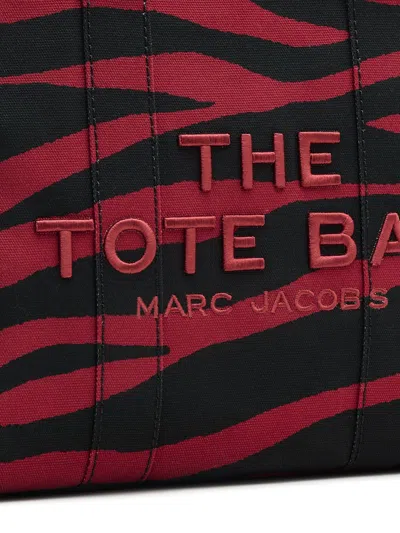 THE
TOTE BA
MARC JACOBS